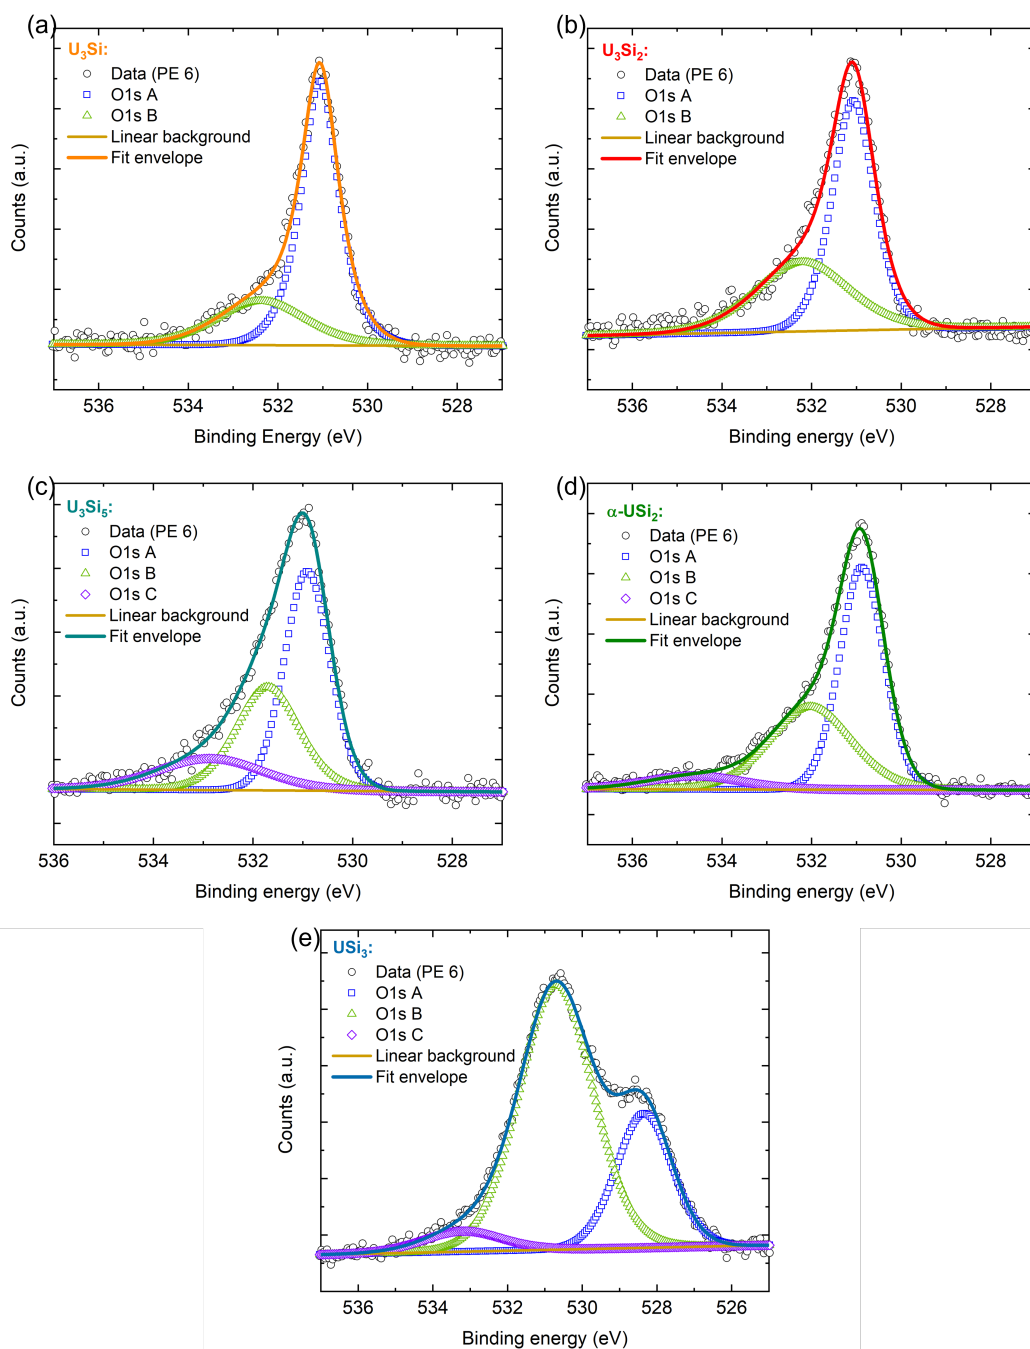 (a)
U₃Si:
Data (PE 6)
O1s A
O1s B
Linear background
Fit envelope
Counts (a.u.)
536 534 532 530 528
Binding Energy (eV)
(b)
U₃Si₂:
Data (PE 6)
O1s A
O1s B
Linear background
Fit envelope
Counts (a.u.)
536 534 532 530 528
Binding energy (eV)
(c)
U₃Si₅:
Data (PE 6)
O1s A
O1s B
O1s C
Linear background
Fit envelope
Counts (a.u.)
536 534 532 530 528
Binding energy (eV)
(d)
α-USi₂:
Data (PE 6)
O1s A
O1s B
O1s C
Linear background
Fit envelope
Counts (a.u.)
536 534 532 530 528
Binding energy (eV)
(e)
USi₃:
Data (PE 6)
O1s A
O1s B
O1s C
Linear background
Fit envelope
Counts (a.u.)
536 534 532 530 528 526
Binding energy (eV)